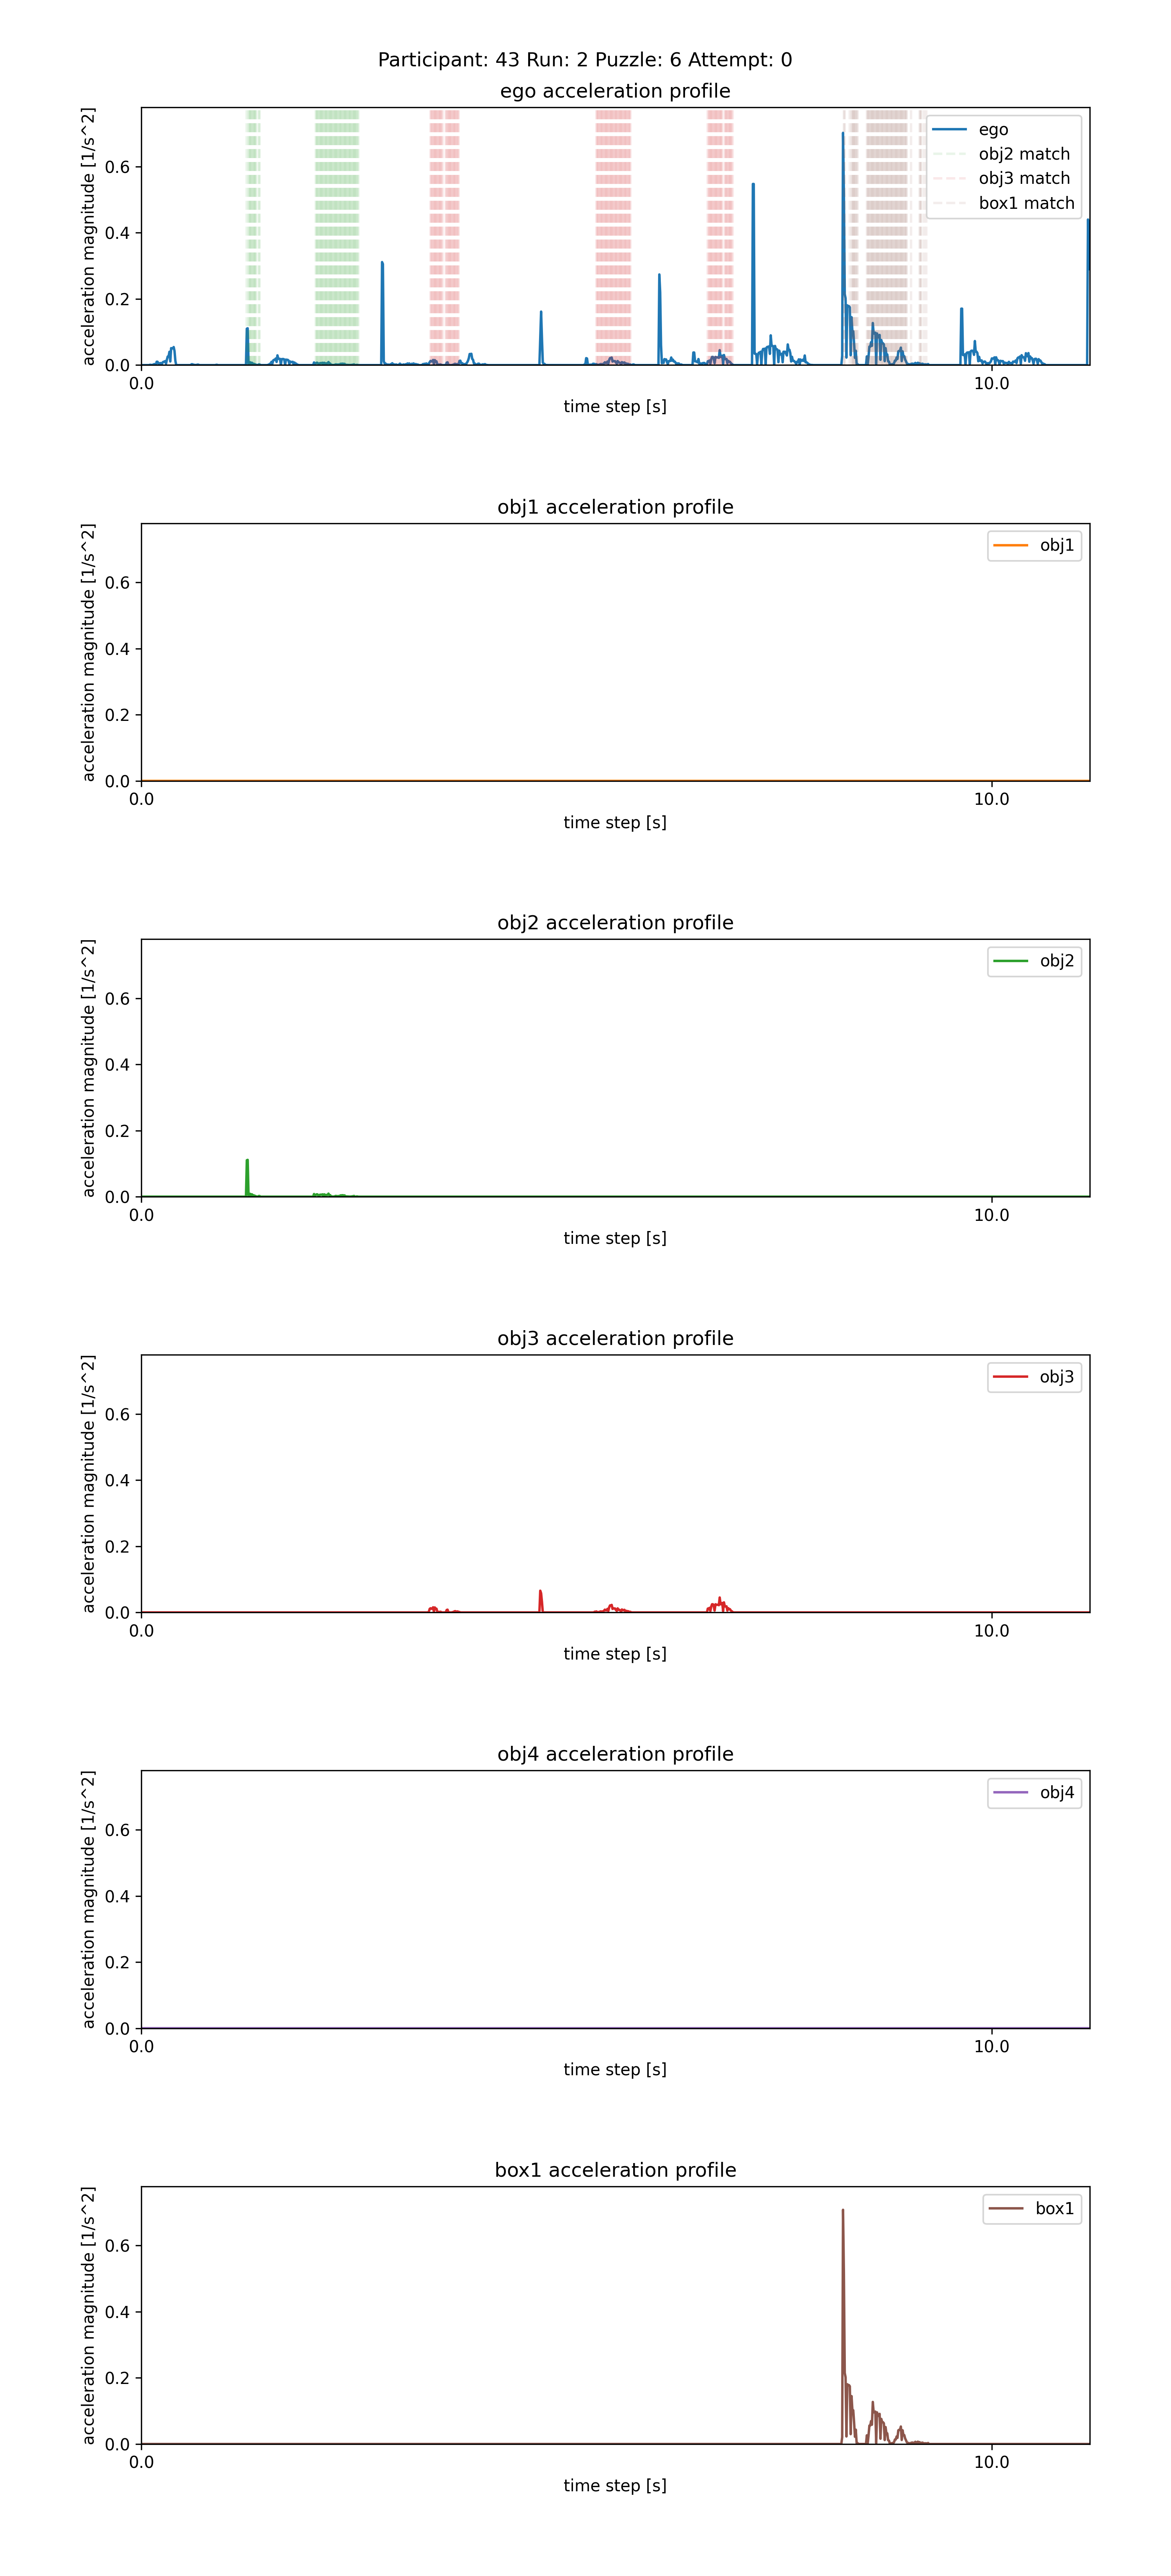 Participant: 43 Run: 2 Puzzle: 6 Attempt: 0
ego acceleration profile
acceleration magnitude [1/s^2]
0.6
0.4
0.2
0.0
ego
obj2 match
obj3 match
box1 match
0.0
10.0
time step [s]
obj1 acceleration profile
acceleration magnitude [1/s^2]
0.6
0.4
0.2
0.0
obj1
0.0
10.0
time step [s]
obj2 acceleration profile
acceleration magnitude [1/s^2]
0.6
0.4
0.2
0.0
obj2
0.0
10.0
time step [s]
obj3 acceleration profile
acceleration magnitude [1/s^2]
0.6
0.4
0.2
0.0
obj3
0.0
10.0
time step [s]
obj4 acceleration profile
acceleration magnitude [1/s^2]
0.6
0.4
0.2
0.0
obj4
0.0
10.0
time step [s]
box1 acceleration profile
acceleration magnitude [1/s^2]
0.6
0.4
0.2
0.0
box1
0.0
10.0
time step [s]